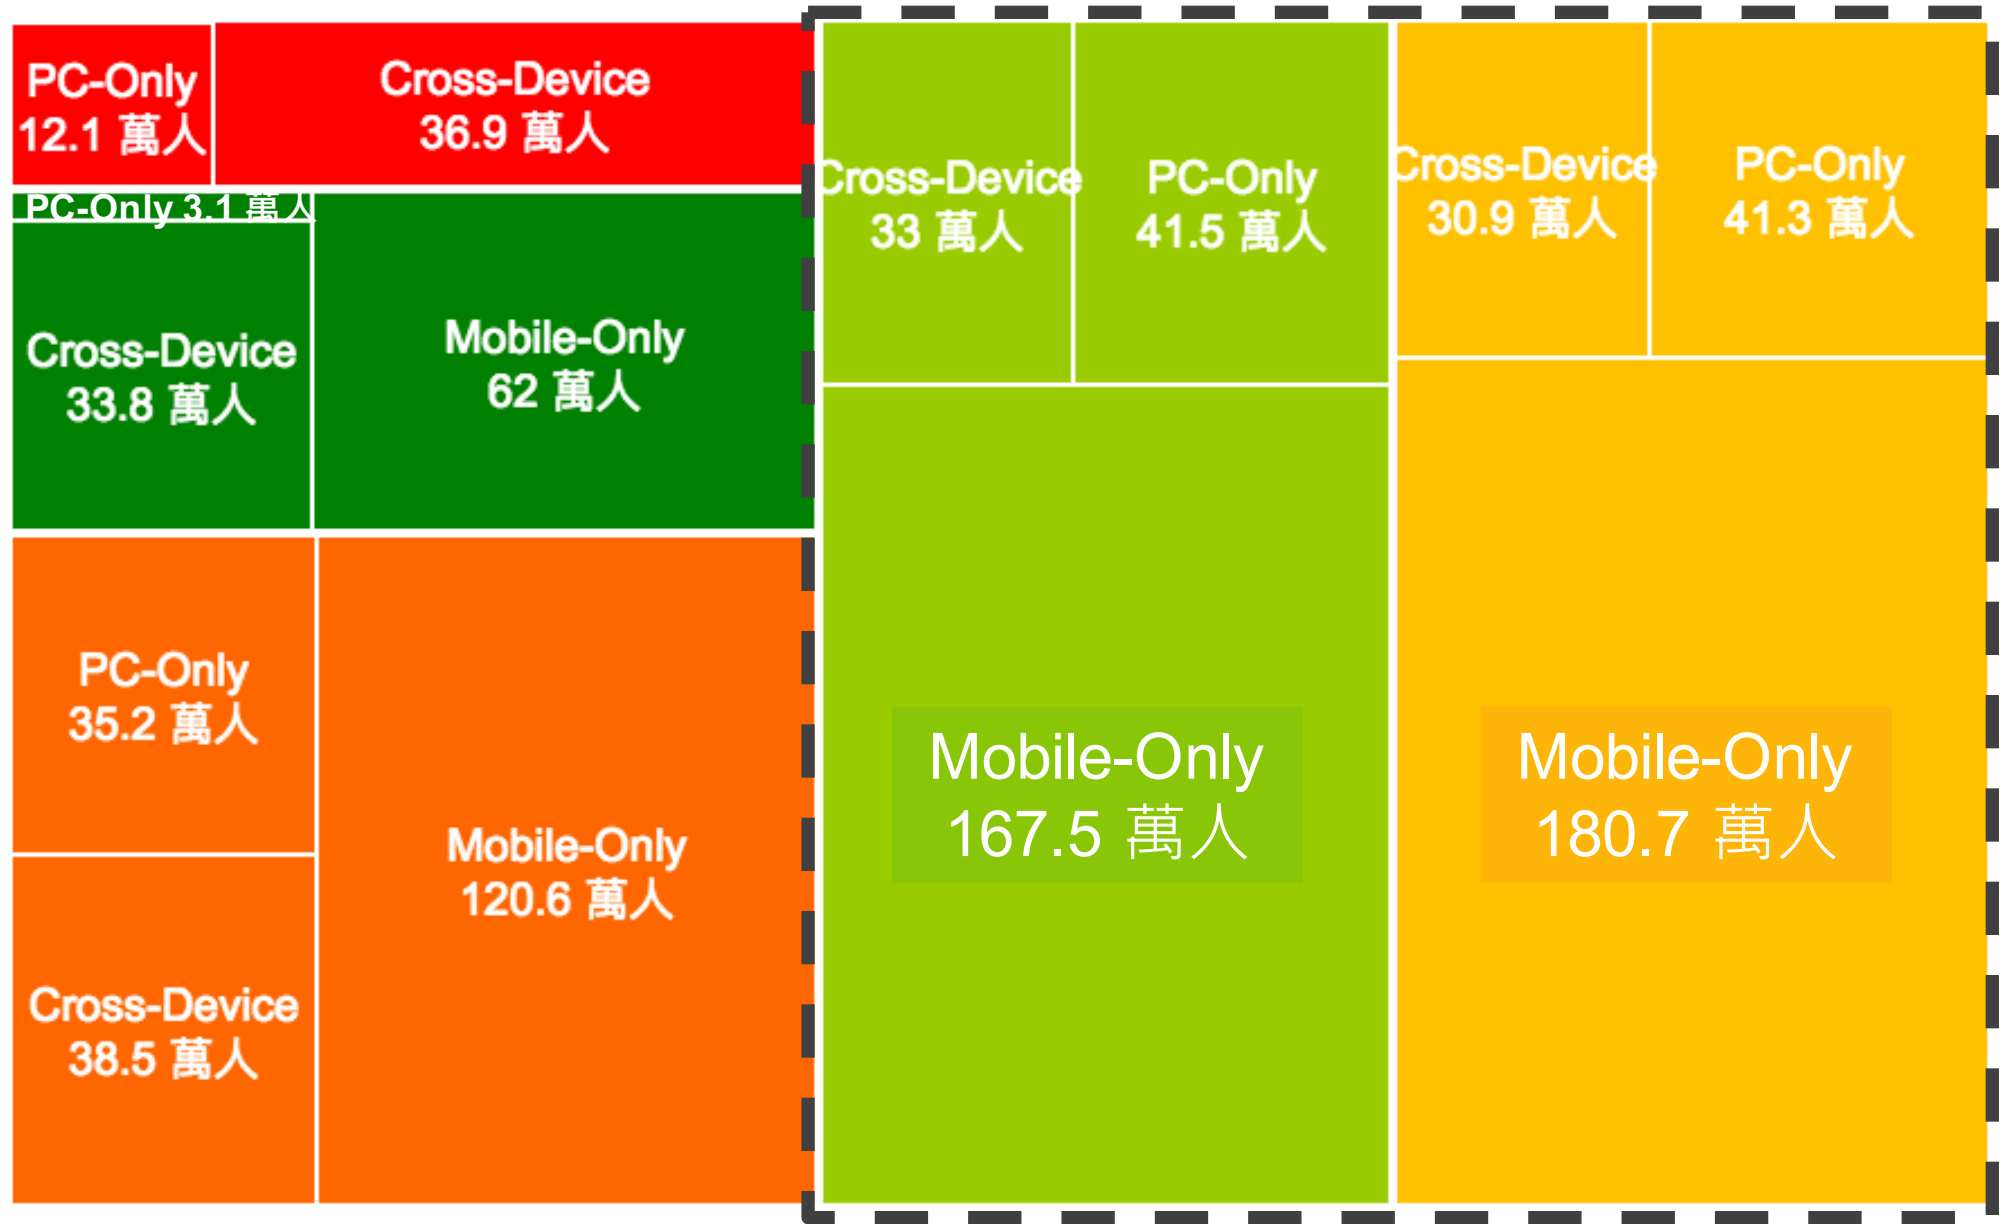 PC-Only
12.1 萬人
Cross-Device
36.9 萬人
PC-Only 3.1 萬人
Cross-Device
33.8 萬人
Mobile-Only
62 萬人
PC-Only
35.2 萬人
Cross-Device
38.5 萬人
Mobile-Only
120.6 萬人
Cross-Device
33 萬人
PC-Only
41.5 萬人
Mobile-Only
167.5 萬人
Cross-Device
30.9 萬人
PC-Only
41.3 萬人
Mobile-Only
180.7 萬人